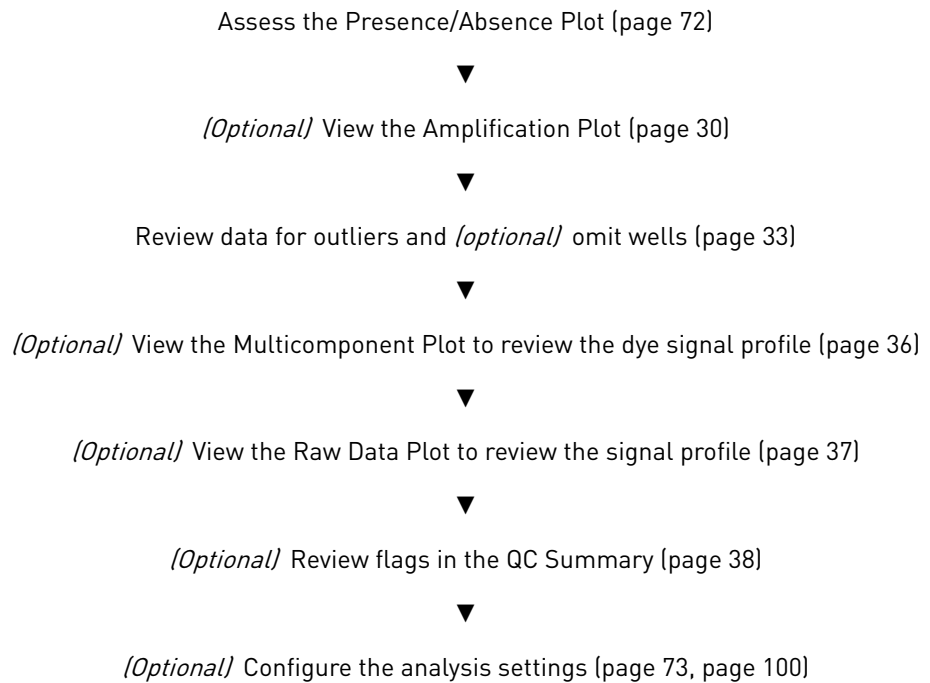 Assess the Presence/Absence Plot (page 72)
▼
(Optional) View the Amplification Plot (page 30)
▼
Review data for outliers and (optional) omit wells (page 33)
▼
(Optional) View the Multicomponent Plot to review the dye signal profile (page 36)
▼
(Optional) View the Raw Data Plot to review the signal profile (page 37)
▼
(Optional) Review flags in the QC Summary (page 38)
▼
(Optional) Configure the analysis settings (page 73, page 100)